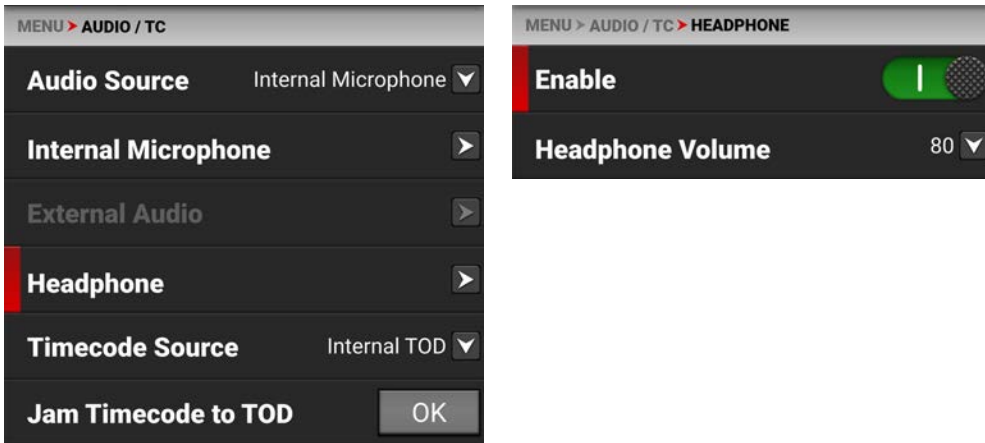 MENU > AUDIO / TC
Audio Source Internal Microphone
Internal Microphone
External Audio
Headphone
Timecode Source Internal TOD
Jam Timecode to TOD OK
MENU > AUDIO / TC > HEADPHONE
Enable
Headphone Volume 80